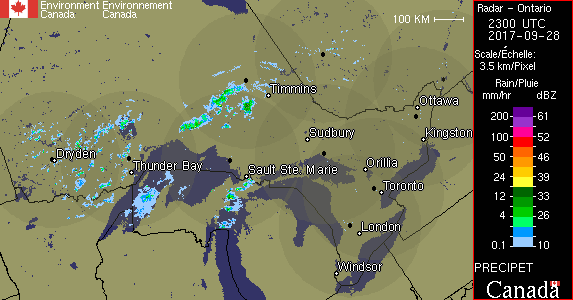 Environment Environnement
Canada Canada
100 KM
Timmins
Ottawa
Sudbury
Kingston
Dryden
Thunder Bay
Sault Ste. Marie
Orillia
Toronto
London
Windsor
Radar - Ontario
2300 UTC
2017-09-28
Scale/Échelle:
3.5 km/Pixel
Rain/Pluie
mm/hr dBZ
200 61
100 52
50 46
24 39
12 33
4 26
0.1 10
PRECIPET
Canada